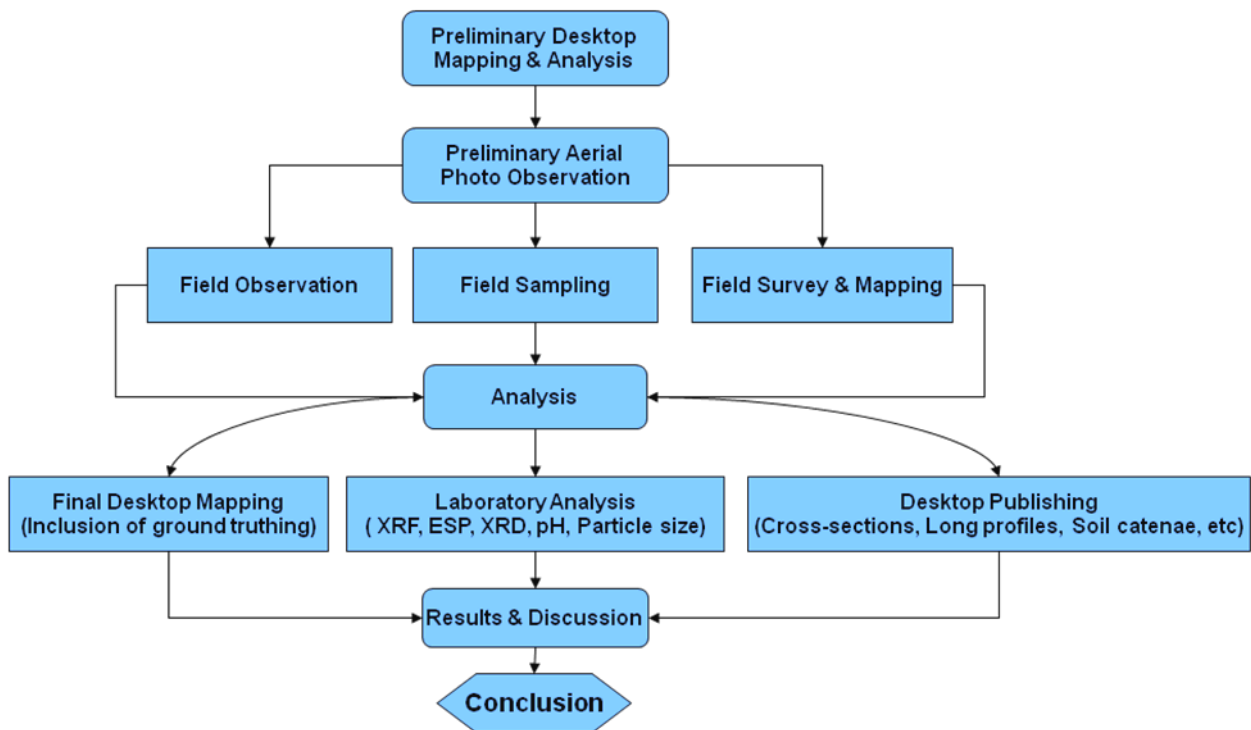 Preliminary Desktop
Mapping & Analysis
Preliminary Aerial
Photo Observation
Field Observation
Field Sampling
Field Survey & Mapping
Analysis
Final Desktop Mapping
(Inclusion of ground truthing)
Laboratory Analysis
( XRF, ESP, XRD, pH, Particle size)
Desktop Publishing
(Cross-sections, Long profiles, Soil catenae, etc)
Results & Discussion
Conclusion